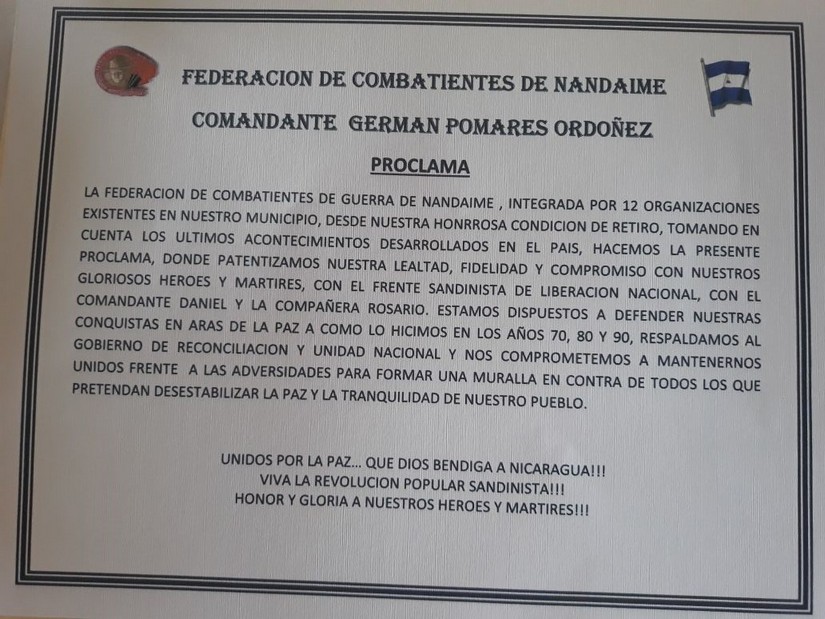 FEDERACION DE COMBATIENTES DE NANDAIME
COMANDANTE GERMAN POMARES ORDOÑEZ
PROCLAMA
LA FEDERACION DE COMBATIENTES DE GUERRA DE NANDAIME , INTEGRADA POR 12 ORGANIZACIONES
EXISTENTES EN NUESTRO MUNICIPIO, DESDE NUESTRA HONRROSA CONDICION DE RETIRO, TOMANDO EN
CUENTA LOS ULTIMOS ACONTECIMIENTOS DESARROLLADOS EN EL PAIS, HACEMOS LA PRESENTE
PROCLAMA, DONDE PATENTIZAMOS NUESTRA LEALTAD, FIDELIDAD Y COMPROMISO CON NUESTROS
GLORIOSOS HEROES Y MARTIRES, CON EL FRENTE SANDINISTA DE LIBERACION NACIONAL, CON EL
COMANDANTE DANIEL Y LA COMPAÑERA ROSARIO. ESTAMOS DISPUESTOS A DEFENDER NUESTRAS
CONQUISTAS EN ARAS DE LA PAZ A COMO LO HICIMOS EN LOS AÑOS 70, 80 Y 90, RESPALDAMOS AL
GOBIERNO DE RECONCILIACION Y UNIDAD NACIONAL Y NOS COMPROMETEMOS A MANTENERNOS
UNIDOS FRENTE A LAS ADVERSIDADES PARA FORMAR UNA MURALLA EN CONTRA DE TODOS LOS QUE
PRETENDAN DESESTABILIZAR LA PAZ Y LA TRANQUILIDAD DE NUESTRO PUEBLO.
UNIDOS POR LA PAZ... QUE DIOS BENDIGA A NICARAGUA!!!
VIVA LA REVOLUCION POPULAR SANDINISTA!!!
HONOR Y GLORIA A NUESTROS HEROES Y MARTIRES!!!